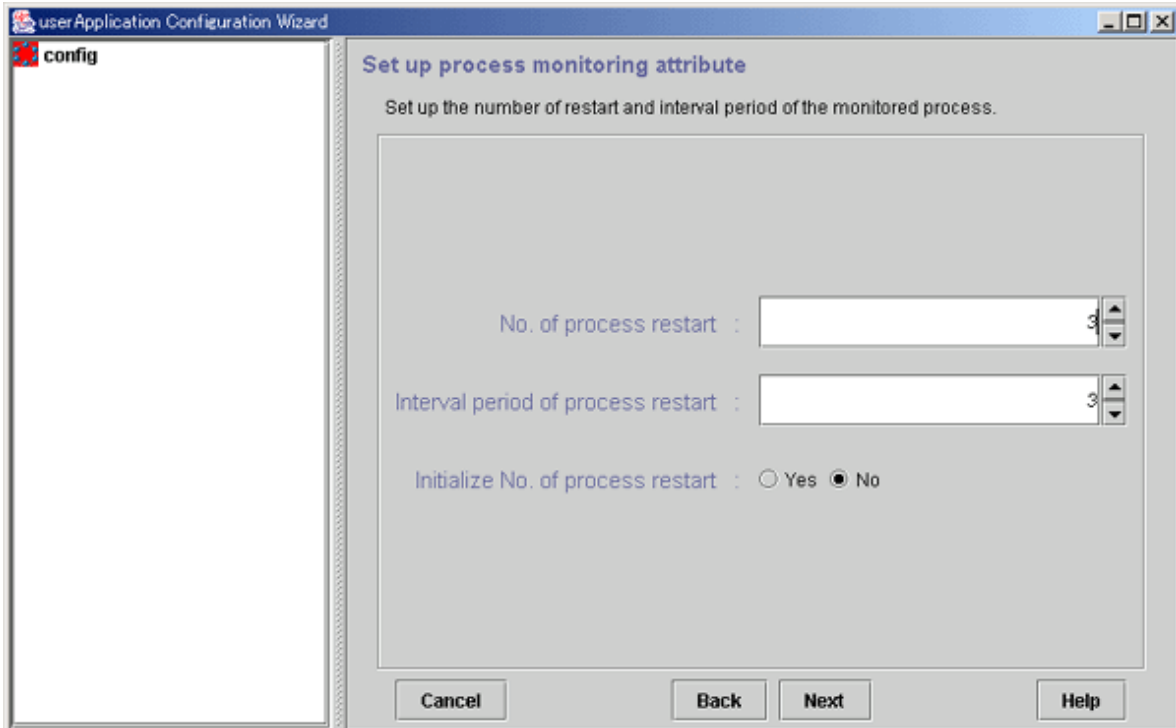 userApplication Configuration Wizard
config
Set up process monitoring attribute
Set up the number of restart and interval period of the monitored process.
No. of process restart : 3
Interval period of process restart : 3
Initialize No. of process restart : Yes No
Cancel Back Next Help